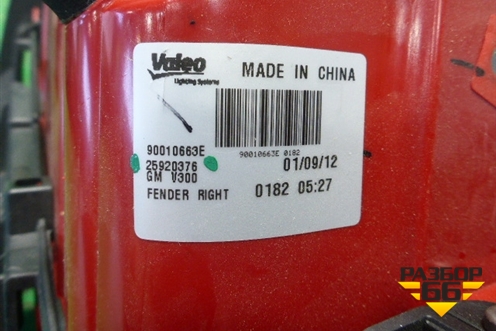 Valeo
Lighting Systems
MADE IN CHINA
90010663E 0182
90010663E
25920376
GM V300
FENDER RIGHT
01/09/12
0182 05:27
РАЗБОР
66